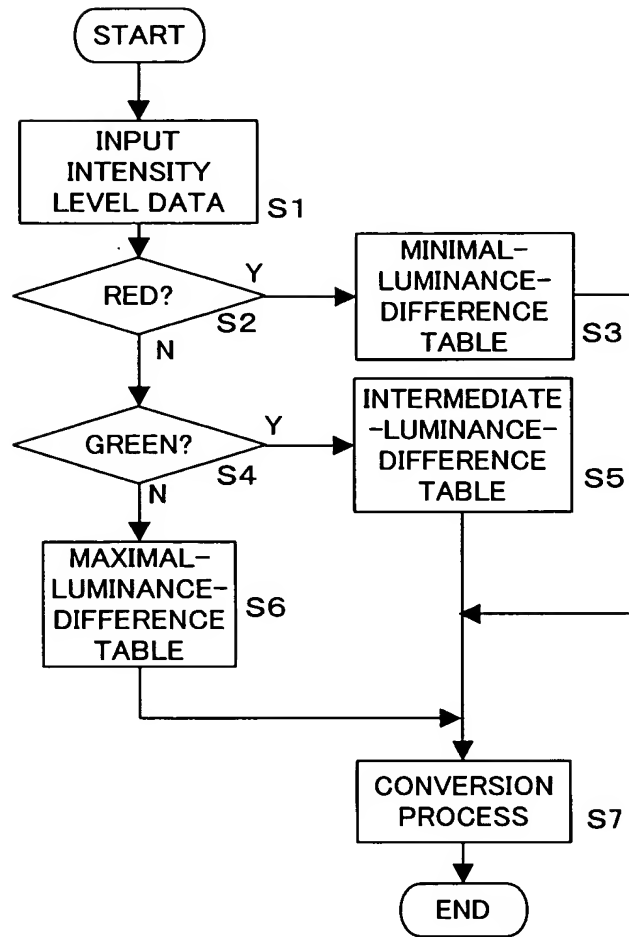 START
INPUT
INTENSITY
LEVEL DATA
S1
RED?
Y
S2
N
MINIMAL-
LUMINANCE-
DIFFERENCE
TABLE
S3
GREEN?
Y
S4
N
INTERMEDIATE
-LUMINANCE-
DIFFERENCE
TABLE
S5
MAXIMAL-
LUMINANCE-
DIFFERENCE
TABLE
S6
CONVERSION
PROCESS
S7
END